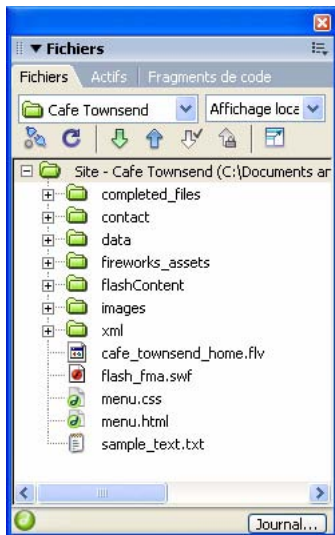 Fichiers
Fichiers Actifs Fragments de code
Cafe Townsend Affichage loca
Site - Cafe Townsend (C:\Documents ar
completed_files
contact
data
fireworks_assets
flashContent
images
xml
cafe_townsend_home.flv
flash_fma.swf
menu.css
menu.html
sample_text.txt
Journal...